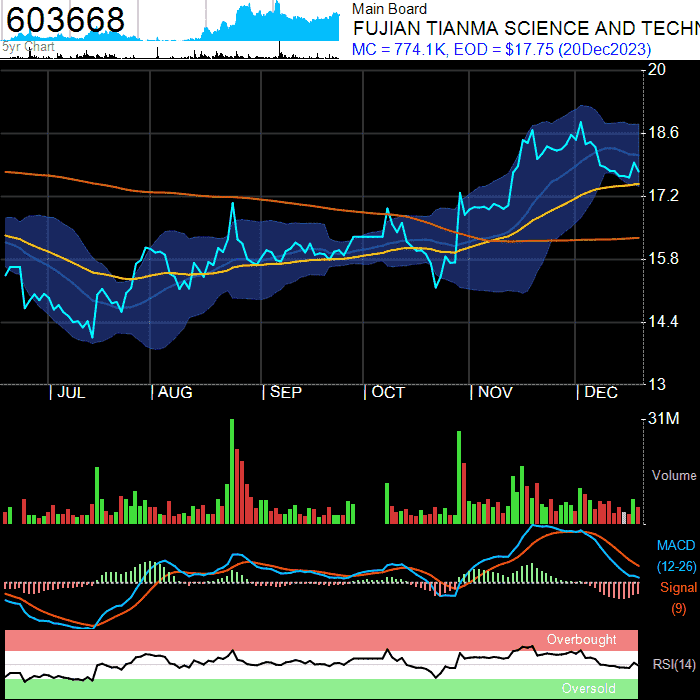 603668
5yr Chart
Main Board
FUJIAN TIANMA SCIENCE AND TECHN
MC = 774.1K, EOD = $17.75 (20Dec2023)
20
18.6
17.2
15.8
14.4
13
| JUL | AUG | SEP | OCT | NOV | DEC
31M
Volume
MACD
(12-26)
Signal
(9)
Overbought
RSI(14)
Oversold